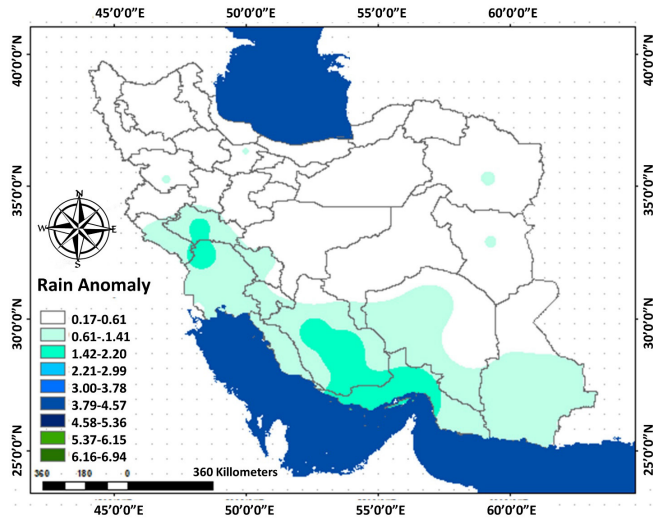 45°0'0"E 50°0'0"E 55°0'0"E 60°0'0"E
40°0'0"N 40°0'0"N
35°0'0"N 35°0'0"N
N
W E
S
Rain Anomaly
0.17-0.61
0.61-.1.41
1.42-2.20
2.21-2.99
3.00-3.78
3.79-4.57
4.58-5.36
5.37-6.15
6.16-6.94
30°0'0"N 30°0'0"N
25°0'0"N 25°0'0"N
360 -180 0 360 Killometers
45°0'0"E 50°0'0"E 55°0'0"E 60°0'0"E